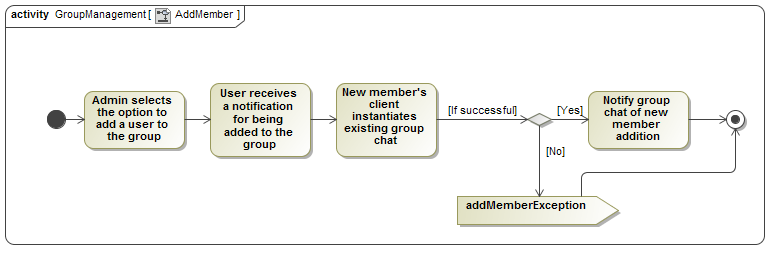 activity GroupManagement [ AddMember ]
Admin selects
the option to
add a user to
the group
User receives
a notification
for being
added to the
group
New member's
client
instantiates
existing group
chat
[If successful]
[Yes]
Notify group
chat of new
member
addition
[No]
addMemberException